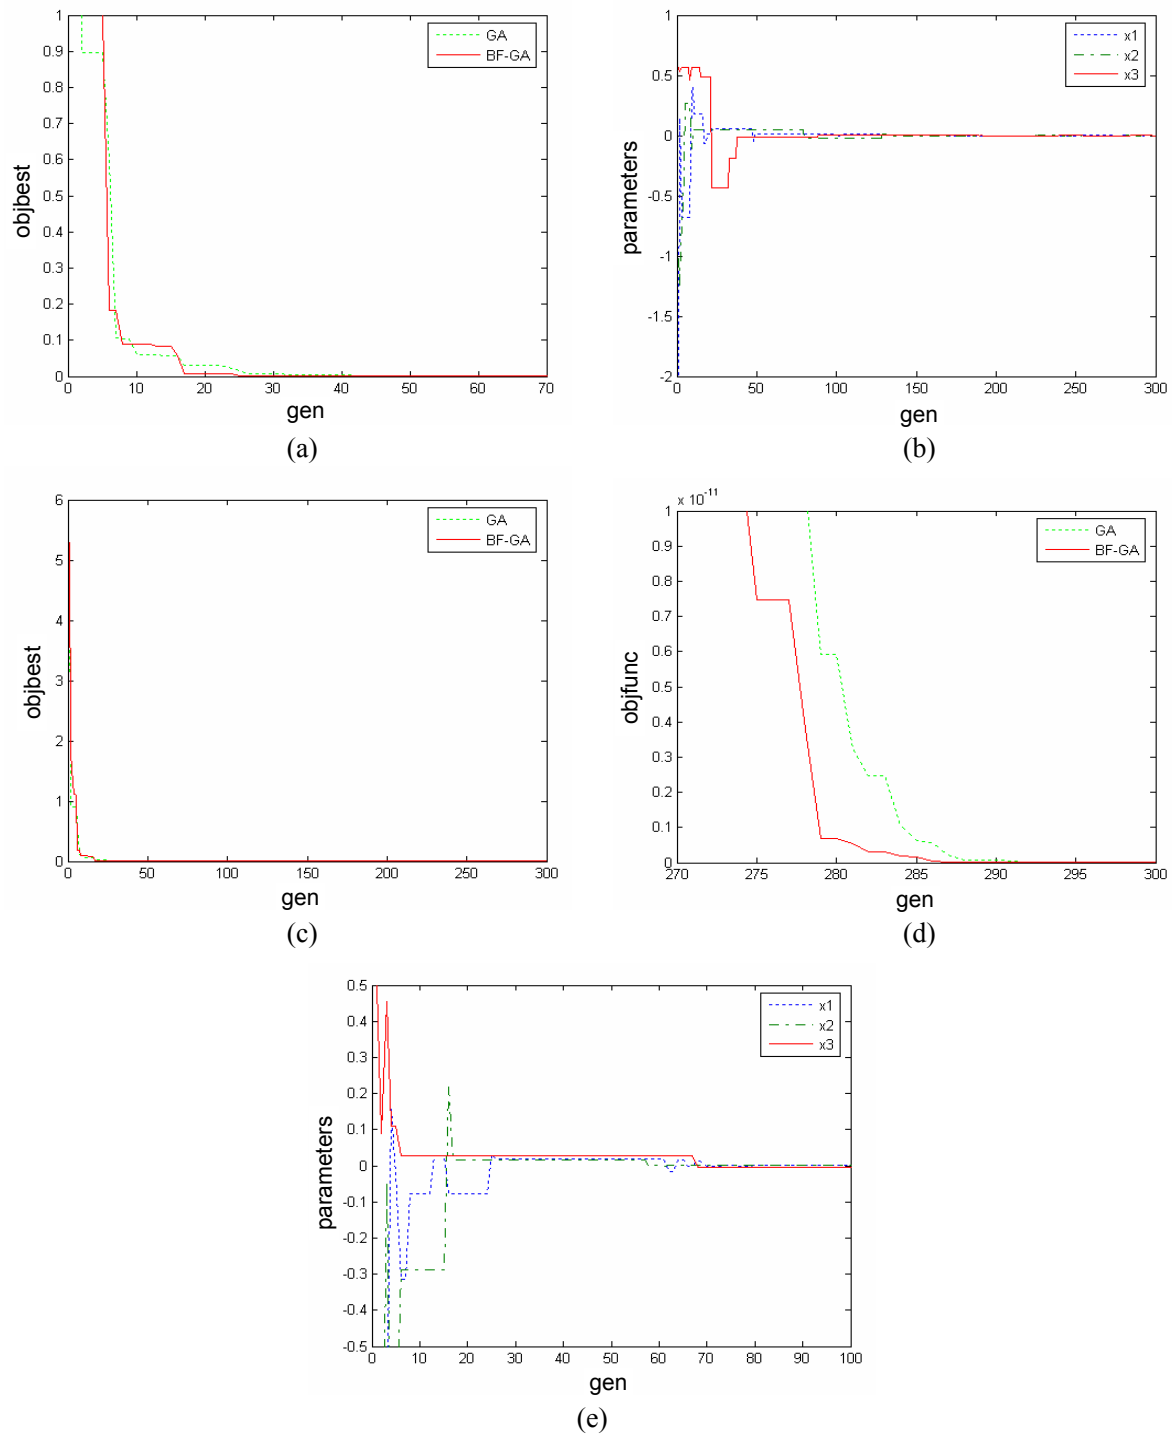 1
0.9
0.8
0.7
0.6
0.5
0.4
0.3
0.2
0.1
0
objbest
GA
BF-GA
0 10 20 30 40 50 60 70
gen
(a)
1
0.5
0
-0.5
-1
-1.5
-2
parameters
x1
x2
x3
0 50 100 150 200 250 300
gen
(b)
6
5
4
3
2
1
0
objbest
GA
BF-GA
0 50 100 150 200 250 300
gen
(c)
x 10^-11
1
0.9
0.8
0.7
0.6
0.5
0.4
0.3
0.2
0.1
0
objfunc
GA
BF-GA
270 275 280 285 290 295 300
gen
(d)
0.5
0.4
0.3
0.2
0.1
0
-0.1
-0.2
-0.3
-0.4
-0.5
parameters
x1
x2
x3
0 10 20 30 40 50 60 70 80 90 100
gen
(e)